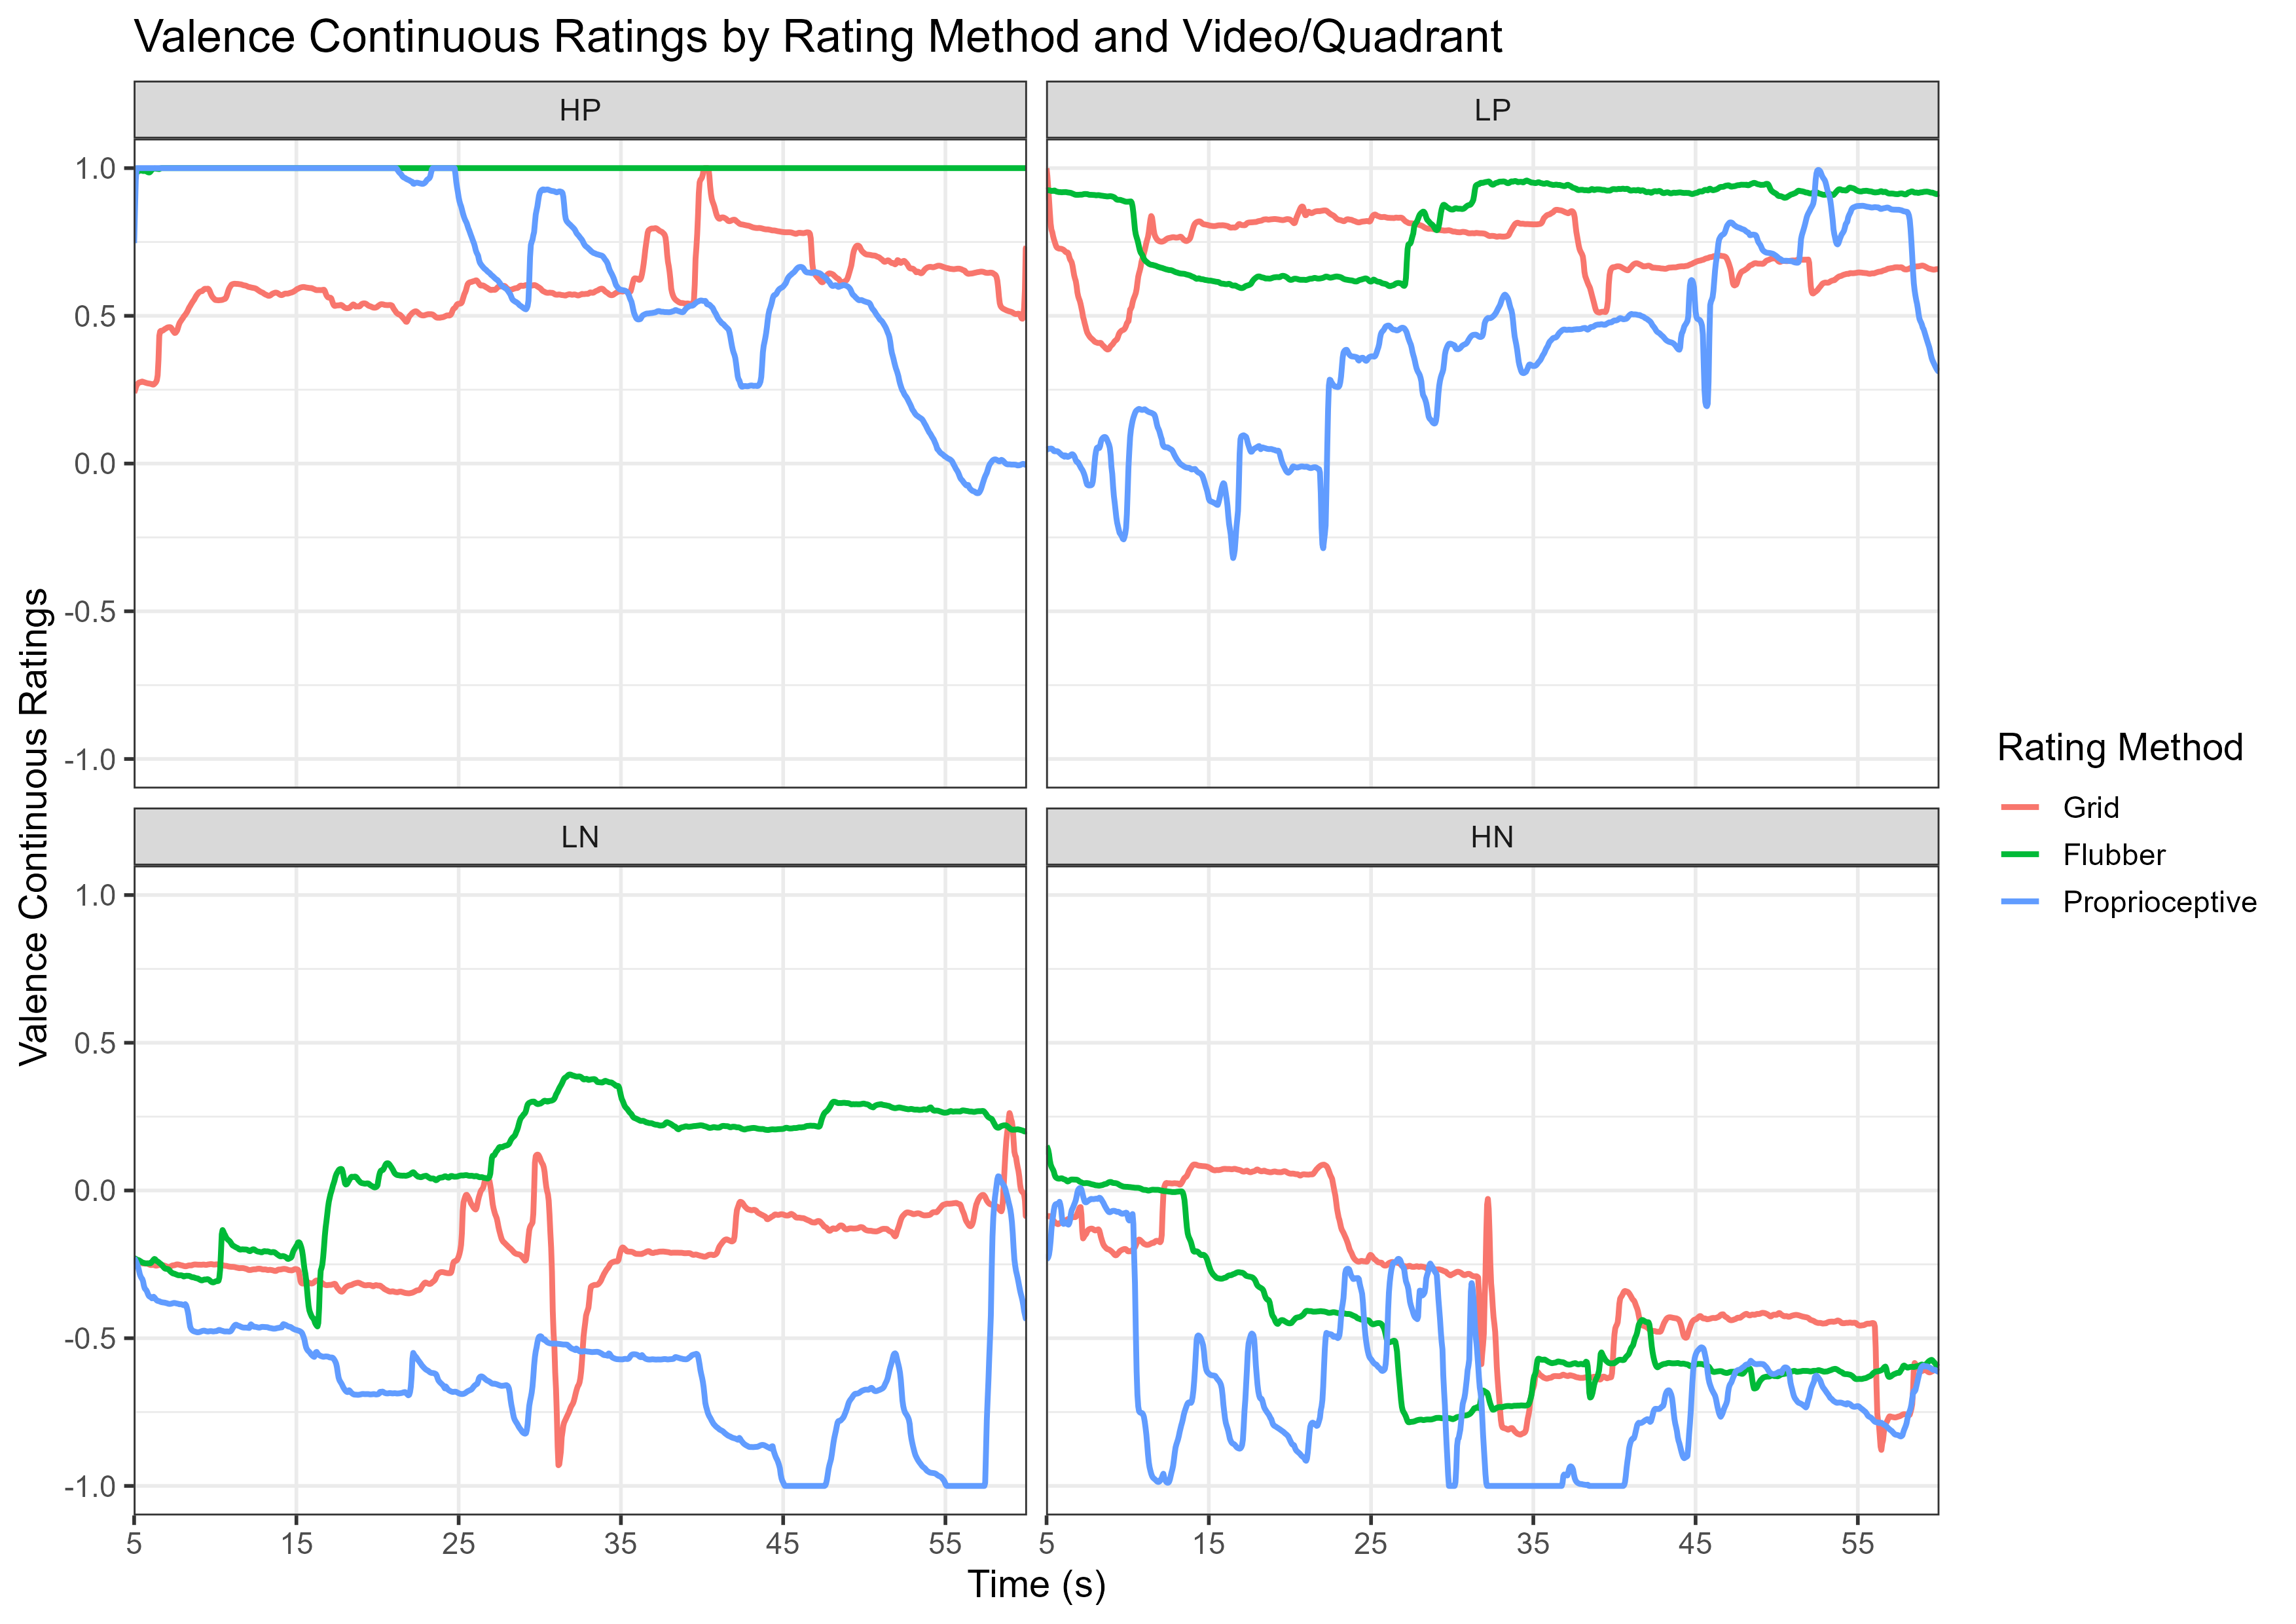 Valence Continuous Ratings by Rating Method and Video/Quadrant
HP
LP
1.0
0.5
0.0
-0.5
-1.0
LN
HN
1.0
0.5
0.0
-0.5
-1.0
5 15 25 35 45 55
5 15 25 35 45 55
Time (s)
Valence Continuous Ratings
Rating Method
Grid
Flubber
Proprioceptive